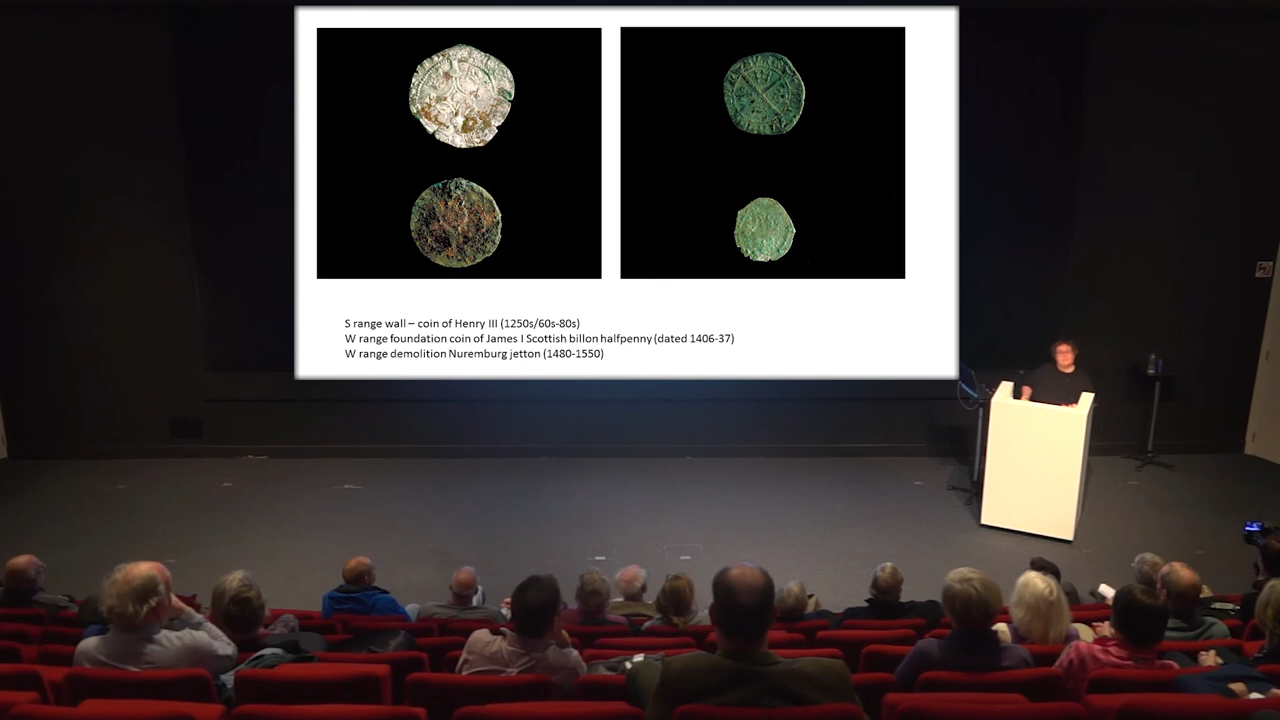 S range wall – coin of Henry III (1250s/60s-80s)
W range foundation coin of James I Scottish billon halfpenny (dated 1406-37)
W range demolition Nuremburg jetton (1480-1550)